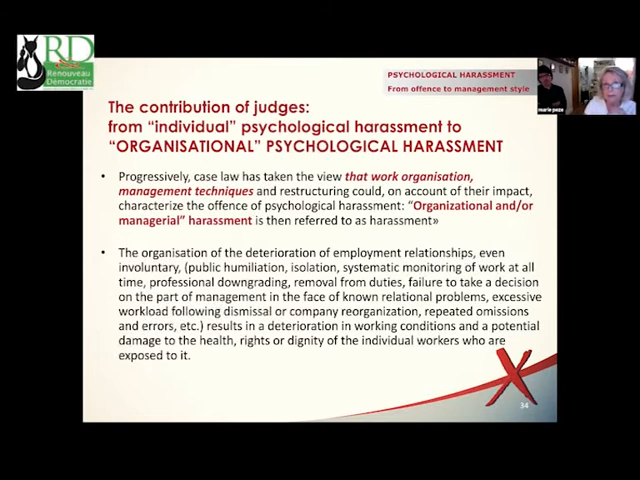 RD
Renouveau
Démocratie
PSYCHOLOGICAL HARASSMENT
From offence to management style
marie peze
The contribution of judges:
from “individual” psychological harassment to
“ORGANISATIONAL” PSYCHOLOGICAL HARASSMENT
• Progressively, case law has taken the view that work organisation,
management techniques and restructuring could, on account of their impact,
characterize the offence of psychological harassment: “Organizational and/or
managerial” harassment is then referred to as harassment»
• The organisation of the deterioration of employment relationships, even
involuntary, (public humiliation, isolation, systematic monitoring of work at all
time, professional downgrading, removal from duties, failure to take a decision
on the part of management in the face of known relational problems, excessive
workload following dismissal or company reorganization, repeated omissions
and errors, etc.) results in a deterioration in working conditions and a potential
damage to the health, rights or dignity of the individual workers who are
exposed to it.
34